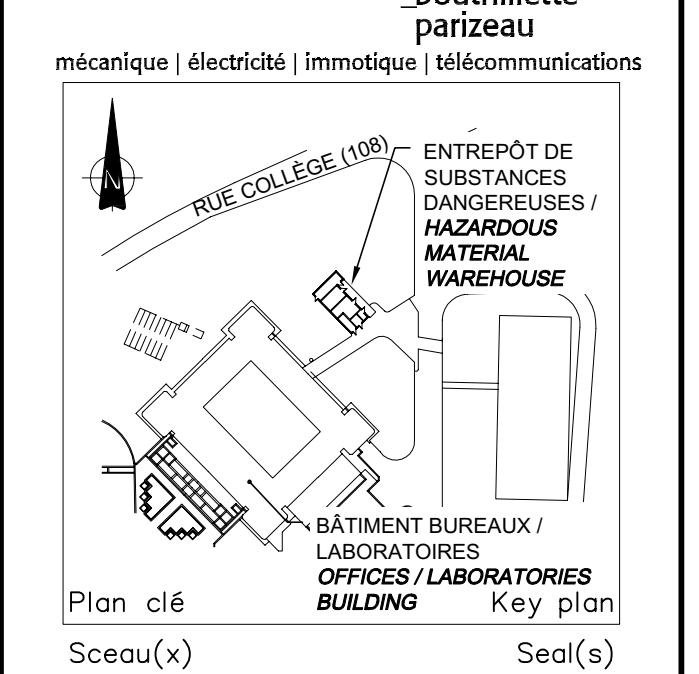 _bouthillette
parizeau
mécanique | électricité | immotique | télécommunications
N
RUE COLLÈGE (108)
ENTREPÔT DE
SUBSTANCES
DANGEREUSES /
HAZARDOUS
MATERIAL
WAREHOUSE
BÂTIMENT BUREAUX /
LABORATOIRES
OFFICES / LABORATORIES
BUILDING
Plan clé
Key plan
Sceau(x)
Seal(s)